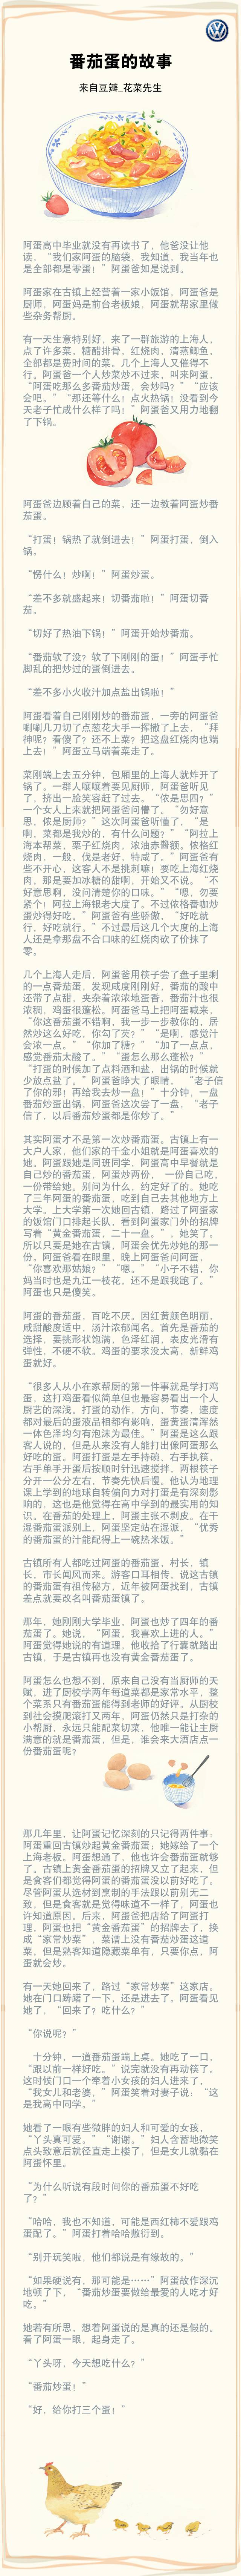 番茄蛋的故事
来自豆瓣_花菜先生
阿蛋高中毕业就没有再读书了，他爸没让他
读，“我们家阿蛋的脑袋，我知道，我当年也
是全部都是零蛋！”阿蛋爸如是说到。
阿蛋家在古镇上经营着一家小饭馆，阿蛋爸是
厨师，阿蛋妈是前台老板娘，阿蛋就帮家里做
些杂务帮厨。
有一天生意特别好，来了一群旅游的上海人，
点了许多菜，糖醋排骨，红烧肉，清蒸鲫鱼，
全部都是费时间的菜，几个上海人又催得不
行。阿蛋爸一个人炒菜炒不过来，叫来阿蛋，
“阿蛋吃那么多番茄炒蛋，会炒吗？”“应该
会吧。”“那还等什么！点火热锅！没看到今
天老子忙成什么样了吗！”阿蛋爸又用力地翻
了下锅。
阿蛋爸边顾着自己的菜，还一边教着阿蛋炒番
茄蛋。
“打蛋！锅热了就倒进去！”阿蛋打蛋，倒入
锅。
“愣什么！炒啊！”阿蛋炒蛋。
“差不多就盛起来！切番茄啦！”阿蛋切番
茄。
“切好了热油下锅！”阿蛋开始炒番茄。
“番茄软了没？软了下刚刚的蛋！”阿蛋手忙
脚乱的把炒过的蛋倒进去。
“差不多小火收汁加点盐出锅啦！”
阿蛋看着自己刚刚炒的番茄蛋，一旁的阿蛋爸
唰唰几刀切了点葱花大手一挥撒了上去，“拜
神呢？看傻了？还不上菜？把这盘红烧肉也端
上去！”阿蛋立马端着菜走了。
菜刚端上去五分钟，包厢里的上海人就炸开了
锅了。一群人嚷嚷着要见厨师，阿蛋爸听见
了，挤出一脸笑容赶了过去。“侬是思四？”
一个女人上来就把阿蛋爸问懵了。“勿好意
思，侬是厨师？”这次阿蛋爸听懂了，“是
啊，菜都是我炒的，有什么问题？”“阿拉上
海本帮菜，栗子红烧肉，浓油赤酱额。侬格红
烧肉，一般，伐是老好，特咸了。”阿蛋爸有
些不开心，这客人不是挑刺嘛！要吃上海红烧
肉，那是要加冰糖的甜啊，开始又不说。“不
好意思啊，没问清楚你的口味。”“嗯，勿要
紧个！阿拉上海银老大度了。不过侬格番咖炒
蛋炒得好吃。”阿蛋爸有些骄傲，“好吃就
行，好吃就行。”不过最后这几个大度的上海
人还是拿那盘不合口味的红烧肉砍了价抹了
零。
几个上海人走后，阿蛋爸用筷子尝了盘子里剩
的一点番茄蛋，发现咸度刚刚好，番茄的酸中
还带了点甜，夹杂着浓浓地蛋香，番茄汁也很
浓稠，鸡蛋很蓬松。阿蛋爸马上把阿蛋喊来，
“你这番茄蛋不错啊，我一步一步教你的，居
然炒这么好吃，你勾了芡？”“是啊，感觉汁
会浓一点。”“你加了糖？”“加了一点点，
感觉番茄太酸了。”“蛋怎么那么蓬松？”
“打蛋的时候加了点料酒和盐，出锅的时候就
少放点盐了。”阿蛋爸睁大了眼睛，“老子信
了你的邪！再给我去炒一盘！”十分钟，一盘
番茄炒蛋出锅，阿蛋爸这次尝了一盘，“老子
信了，以后番茄炒蛋都是你炒了。”
其实阿蛋才不是第一次炒番茄蛋。古镇上有一
大户人家，他们家的千金小姐就是阿蛋喜欢的
她。阿蛋跟她是同班同学，阿蛋高中早餐就是
自己炒的番茄蛋，阿蛋炒两份，一份自己吃，
一份带给她。别问为什么，约定好了的。她吃
了三年阿蛋的番茄蛋，吃到自己去其他地方上
大学。上大学第一次她回古镇，路过了阿蛋家
的饭馆门口排起长队，看到阿蛋家门外的招牌
写着“黄金番茄蛋，二十一盘。”，她笑了。
所以只要是她在古镇，阿蛋会优先炒她的那一
份。阿蛋爸看在眼里，晚上阿蛋爸问阿蛋，
“你喜欢那姑娘？”“嗯。”“小子不错，你
妈当时也是九江一枝花，还不是跟我跑了。”
阿蛋也只是傻笑。
阿蛋的番茄蛋，百吃不厌。因红黄颜色明丽，
咸甜酸度适中，汤汁浓郁闻名。首先是番茄的
选择，要挑形状饱满，色泽红润，表皮光滑有
弹性，不硬不软。鸡蛋的要求没太高，新鲜鸡
蛋就好。
“很多人从小在家帮厨的第一件事就是学打鸡
蛋，这打鸡蛋看似简单但也最容易看出一个人
厨艺的深浅。打蛋的动作，方向，节奏，速度
都对最后的蛋液品相都有影响，蛋黄蛋清浑然
一体色泽均匀有泡沫为最佳。”阿蛋是这么跟
客人说的，但是从来没有人能打出像阿蛋那么
好吃的蛋。阿蛋打蛋是左手持碗、右手执筷，
右手单手开蛋后按顺时针迅速搅拌，两根筷子
分开一公分左右，节奏先快后慢。他认为地理
课上学到的地球自转偏向力对打蛋是有深刻影
响的，这也是他觉得在高中学到的最实用的知
识。在番茄的处理上，阿蛋主张不剥皮。在干
湿番茄蛋派别上，阿蛋坚定站在湿派，“优秀
的番茄蛋的汁能配得上一碗热米饭。”
古镇所有人都吃过阿蛋的番茄蛋，村长、镇
长，市长闻风而来。游客口耳相传，说这古镇
的番茄蛋有祖传秘方，近年被阿蛋找到，古镇
差点就要改名叫番茄蛋镇了。
那年，她刚刚大学毕业，阿蛋也炒了四年的番
茄蛋了。她说，“阿蛋，我喜欢上进的人。”
阿蛋觉得她说的有道理，他收拾了行囊就踏出
古镇，于是古镇再也没有黄金番茄蛋了。
阿蛋怎么也想不到，原来自己没有当厨师的天
赋，进了厨校学两年每道菜都是家常水平，整
个菜系只有番茄蛋能得到老师的好评。从厨校
到社会摸爬滚打又两年，阿蛋仍然只是打杂的
小帮厨，永远只能配菜切菜，他唯一能让主厨
满意的就是番茄蛋，但是，谁会来大酒店点一
份番茄蛋呢？
那几年里，让阿蛋记忆深刻的只记得两件事：
阿蛋重回古镇炒起黄金番茄蛋；她嫁给了一个
上海老板。阿蛋想通了，他也许会番茄蛋就够
了。古镇上黄金番茄蛋的招牌又立了起来，但
是食客们都觉得阿蛋的番茄蛋没以前好吃了。
尽管阿蛋从选材到烹制的手法跟以前别无二
致，但是食客就是觉得味道不一样了，阿蛋也
许知道原因。后来，阿蛋爸把店给了阿蛋打
理，阿蛋也把“黄金番茄蛋”的招牌去了，换
成“家常炒菜”，菜谱上没有番茄炒蛋这道
菜，但是熟客知道隐藏菜单有，只要你点，阿
蛋就会炒。
有一天她回来了，路过“家常炒菜”这家店。
她在门口踌躇了一下，还是进去了。阿蛋看见
她了，“回来了？吃什么？”
“你说呢？”
十分钟，一道番茄蛋端上桌。她吃了一口，
“跟以前一样好吃。”说完就没有再动筷了。
这时候门口一个牵着小女孩的妇人进来了，
“我女儿和老婆，”阿蛋笑着对妻子说：“这
是我高中同学。”
她看了一眼有些微胖的妇人和可爱的女孩，
“丫头真可爱。”“谢谢。”妇人含蓄地微笑
点头致意后就径直走上楼了，但是女儿就黏在
阿蛋怀里。
“为什么听说有段时间你的番茄蛋不好吃
了？”
“哈哈，我也不知道，可能是西红柿不爱跟鸡
蛋配了。”阿蛋打着哈哈敷衍到。
“别开玩笑啦，他们都说是有缘故的。”
“如果硬说有，那可能是……”阿蛋故作深沉
地顿了下，“番茄炒蛋要做给最爱的人吃才好
吃。”
她若有所思，想着阿蛋说的是真的还是假的。
看了阿蛋一眼，起身走了。
“丫头呀，今天想吃什么？”
“番茄炒蛋！”
“好，给你打三个蛋！”